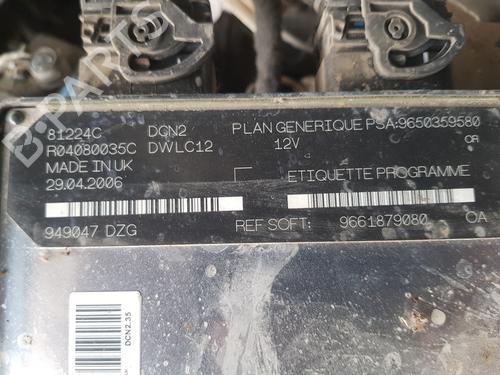 B-PARTS
81224C DCN2 PLAN GENERIQUE PSA:9650359580
OR
R04080035C DWLC12 12V
MADE IN UK
29.04.2006 ETIQUETTE PROGRAMME
949047 DZG REF SOFT: 9661879080 OA
DCN2.35